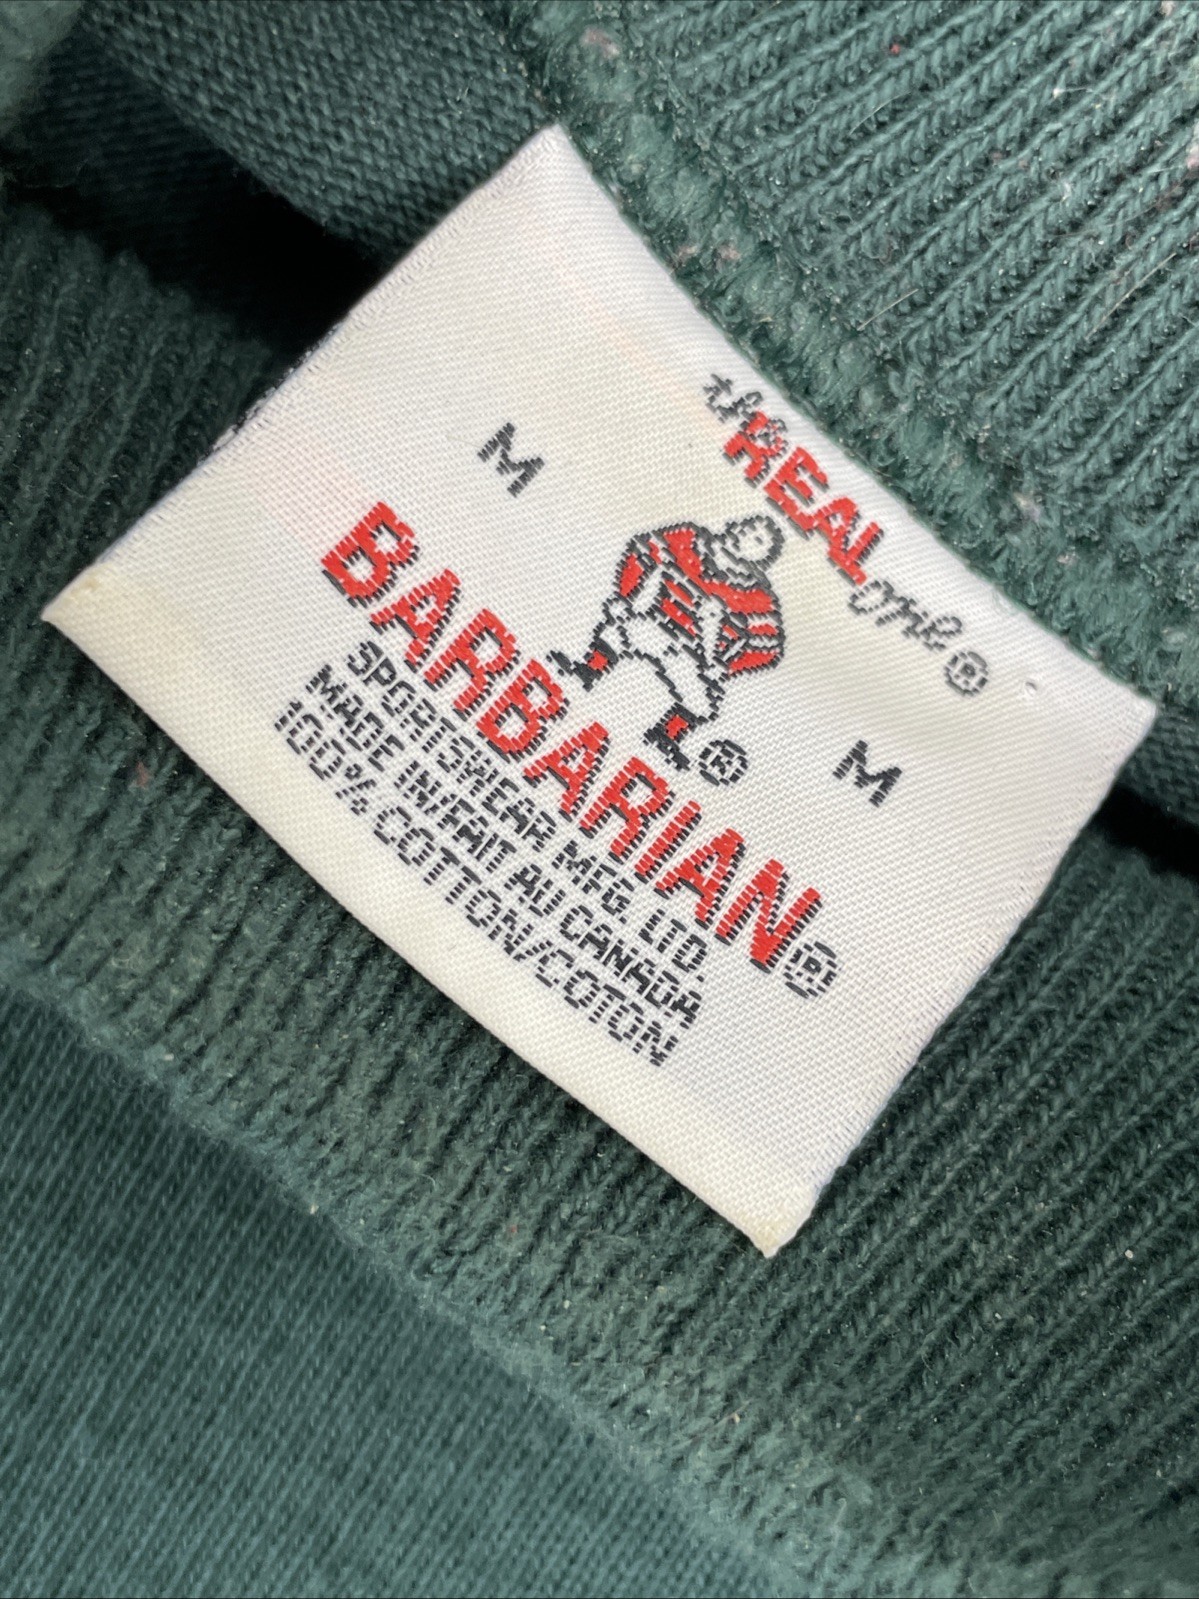 the REAL one®
M M
®
BARBARIAN®
SPORTSWEAR MFG. LTD.
MADE IN/FAIT AU CANADA
100% COTTON/COTON